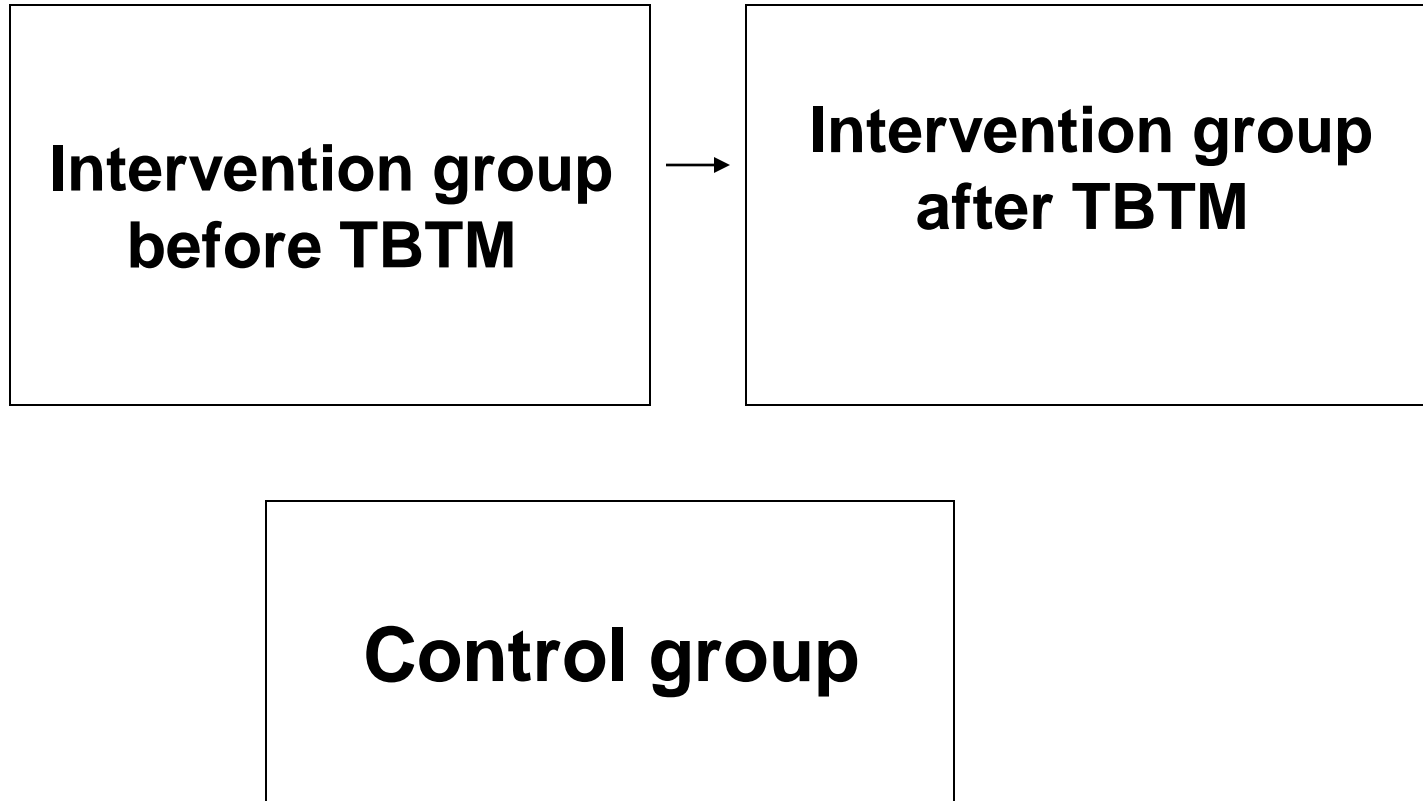 Intervention group
before TBTM
Intervention group
after TBTM
Control group